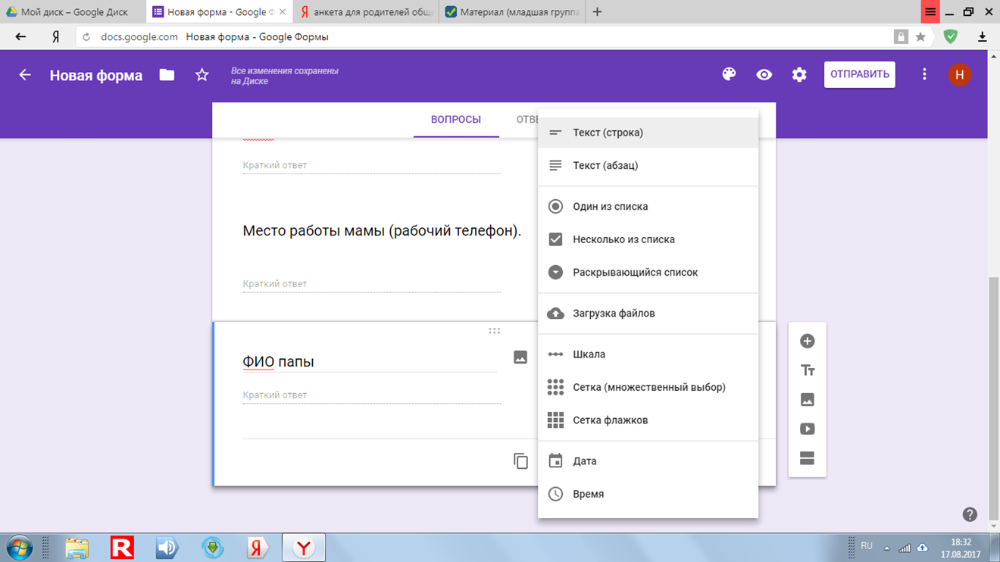 Мой диск – Google Диск
Новая форма - Google Ф
анкета для родителей общ
Материал (младшая группа
docs.google.com Новая форма - Google Формы
Новая форма
Все изменения сохранены
на Диске
ОТПРАВИТЬ
Н
ВОПРОСЫ
ОТВЕ
Краткий ответ
Место работы мамы (рабочий телефон).
Краткий ответ
ФИО папы
Краткий ответ
Текст (строка)
Текст (абзац)
Один из списка
Несколько из списка
Раскрывающийся список
Загрузка файлов
Шкала
Сетка (множественный выбор)
Сетка флажков
Дата
Время
RU
18:32
17.08.2017